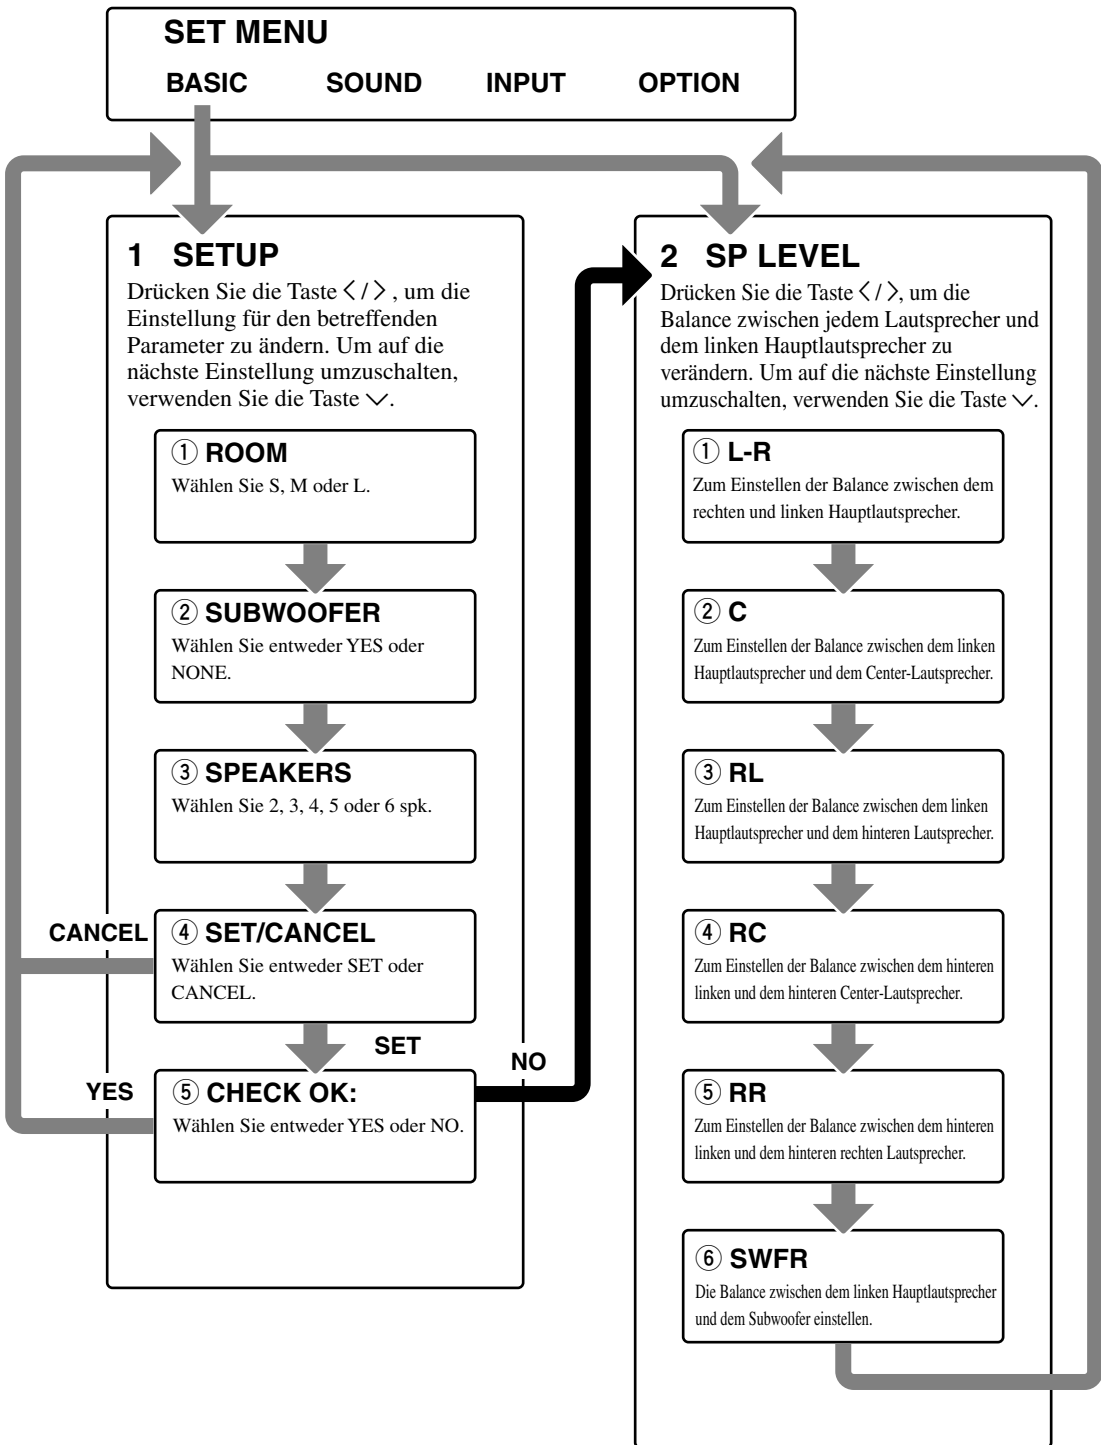 SET MENU
BASIC SOUND INPUT OPTION
1 SETUP
Drücken Sie die Taste 〈 / 〉 , um die
Einstellung für den betreffenden
Parameter zu ändern. Um auf die
nächste Einstellung umzuschalten,
verwenden Sie die Taste ﹀.
① ROOM
Wählen Sie S, M oder L.
② SUBWOOFER
Wählen Sie entweder YES oder
NONE.
③ SPEAKERS
Wählen Sie 2, 3, 4, 5 oder 6 spk.
CANCEL
④ SET/CANCEL
Wählen Sie entweder SET oder
CANCEL.
SET
NO
YES
⑤ CHECK OK:
Wählen Sie entweder YES oder NO.
2 SP LEVEL
Drücken Sie die Taste 〈 / 〉, um die
Balance zwischen jedem Lautsprecher und
dem linken Hauptlautsprecher zu
verändern. Um auf die nächste Einstellung
umzuschalten, verwenden Sie die Taste ﹀.
① L-R
Zum Einstellen der Balance zwischen dem
rechten und linken Hauptlautsprecher.
② C
Zum Einstellen der Balance zwischen dem linken
Hauptlautsprecher und dem Center-Lautsprecher.
③ RL
Zum Einstellen der Balance zwischen dem linken
Hauptlautsprecher und dem hinteren Lautsprecher.
④ RC
Zum Einstellen der Balance zwischen dem hinteren
linken und dem hinteren Center-Lautsprecher.
⑤ RR
Zum Einstellen der Balance zwischen dem hinteren
linken und dem hinteren rechten Lautsprecher.
⑥ SWFR
Die Balance zwischen dem linken Hauptlautsprecher
und dem Subwoofer einstellen.